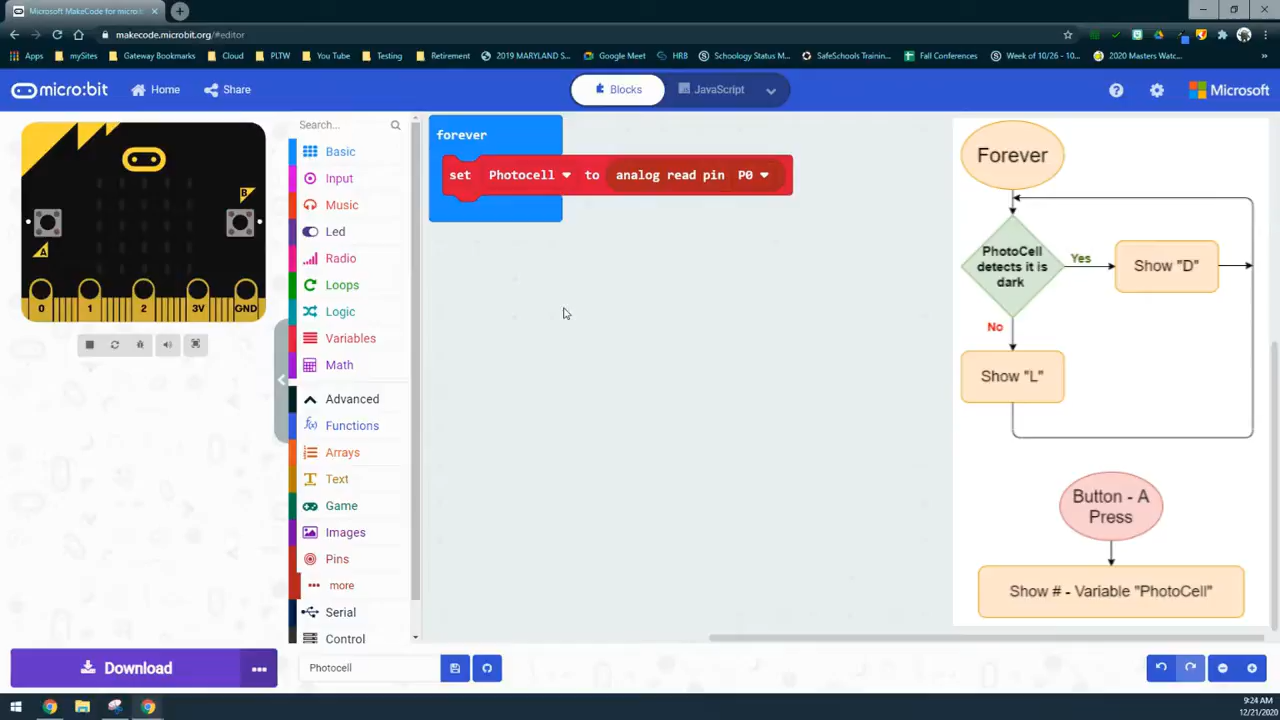 Microsoft MakeCode for micro:bit
makecode.microbit.org/#editor
Apps
mySites
Gateway Bookmarks
Cloud
PLTW
You Tube
Testing
Retirement
2019 MARYLAND S...
Google Meet
HRB
Schoology Status M...
SafeSchools Trainin...
Fall Conferences
Week of 10/26 - 10...
2020 Masters Watc...
micro:bit
Home
Share
Blocks
JavaScript
Microsoft
B
A
0
1
2
3V
GND
Search...
Basic
Input
Music
Led
Radio
Loops
Logic
Variables
Math
Advanced
Functions
Arrays
Text
Game
Images
Pins
more
Serial
Control
forever
set Photocell to analog read pin P0
Forever
PhotoCell
detects it is
dark
Yes
Show "D"
No
Show "L"
Button - A
Press
Show # - Variable "PhotoCell"
Download
Photocell
9:24 AM
12/21/2020